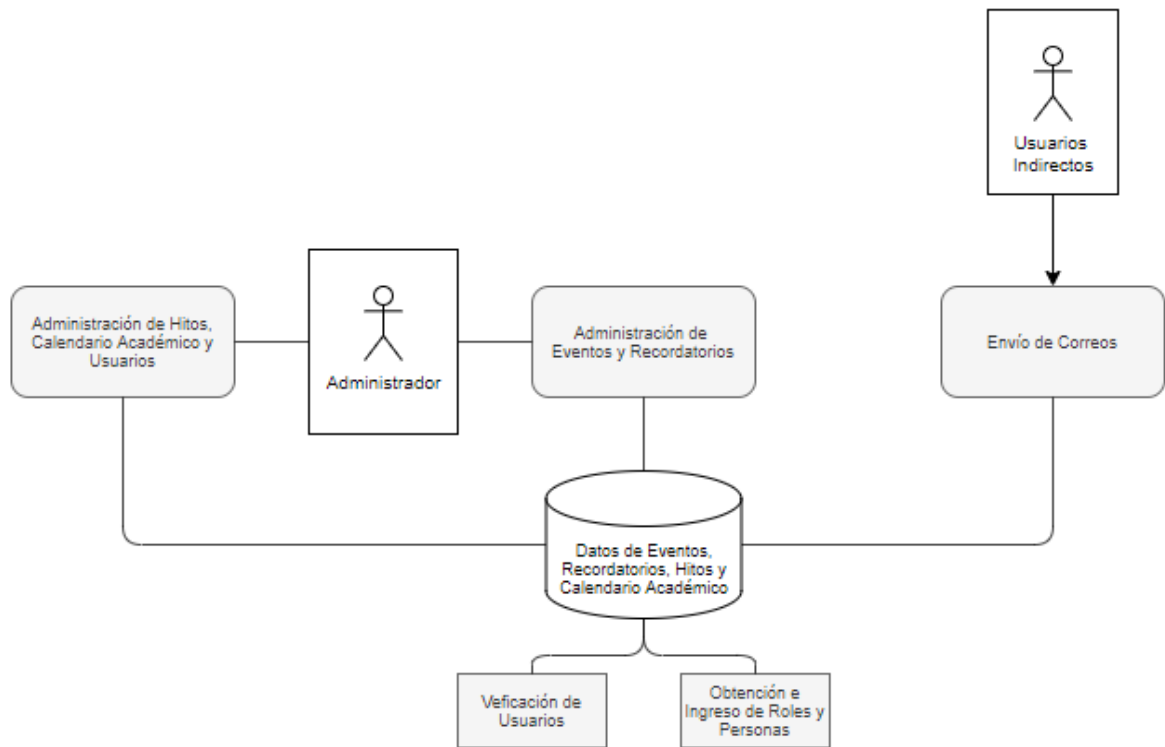 Usuarios
Indirectos
Administración de Hitos,
Calendario Académico y
Usuarios
Administrador
Administración de
Eventos y Recordatorios
Envío de Correos
Datos de Eventos,
Recordatorios, Hitos y
Calendario Académico
Veficación de
Usuarios
Obtención e
Ingreso de Roles y
Personas